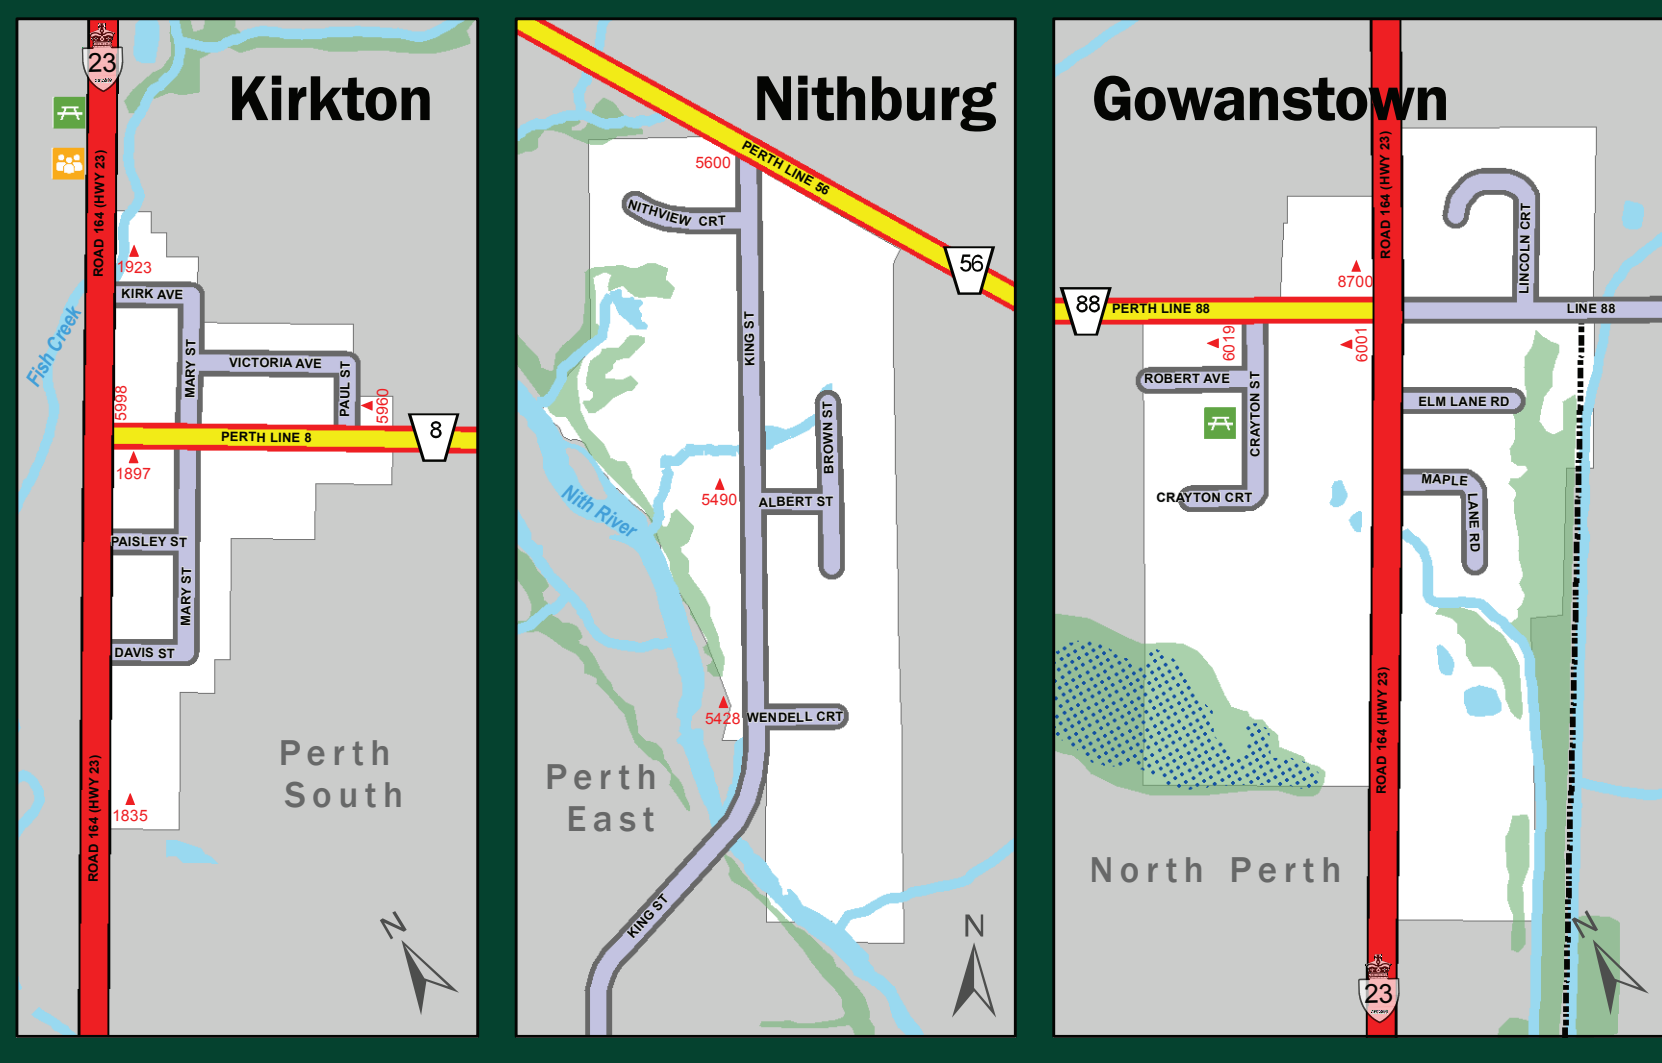 23
Kirkton
ROAD 164 (HWY 23)
1923
KIRK AVE
Fish Creek
MARY ST
VICTORIA AVE
PAUL ST
5998
5960
PERTH LINE 8
8
1897
PAISLEY ST
MARY ST
DAVIS ST
Perth
South
ROAD 164 (HWY 23)
1835
N
Nithburg
5600
PERTH LINE 56
NITHVIEW CRT
56
KING ST
BROWN ST
5490
ALBERT ST
Nith River
5428
WENDELL CRT
Perth
East
KING ST
N
Gowanstown
ROAD 164 (HWY 23)
LINCOLN CRT
8700
88
PERTH LINE 88
LINE 88
6019
6001
ROBERT AVE
CRAYTON ST
ELM LANE RD
CRAYTON CRT
MAPLE
LANE RD
ROAD 164 (HWY 23)
North Perth
N
23